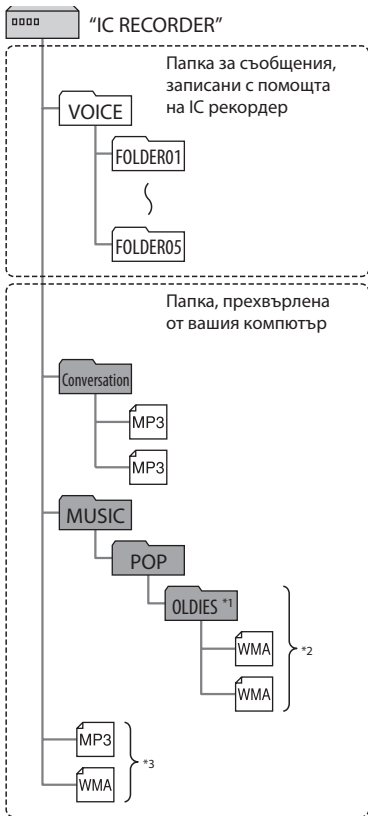 “IC RECORDER”
Папка за съобщения,
записани с помощта
на IC рекордер
VOICE
FOLDER01
FOLDER05
Папка, прехвърлена
от вашия компютър
Conversation
MP3
MP3
MUSIC
POP
OLDIES *1
WMA
*2
WMA
MP3
*3
WMA